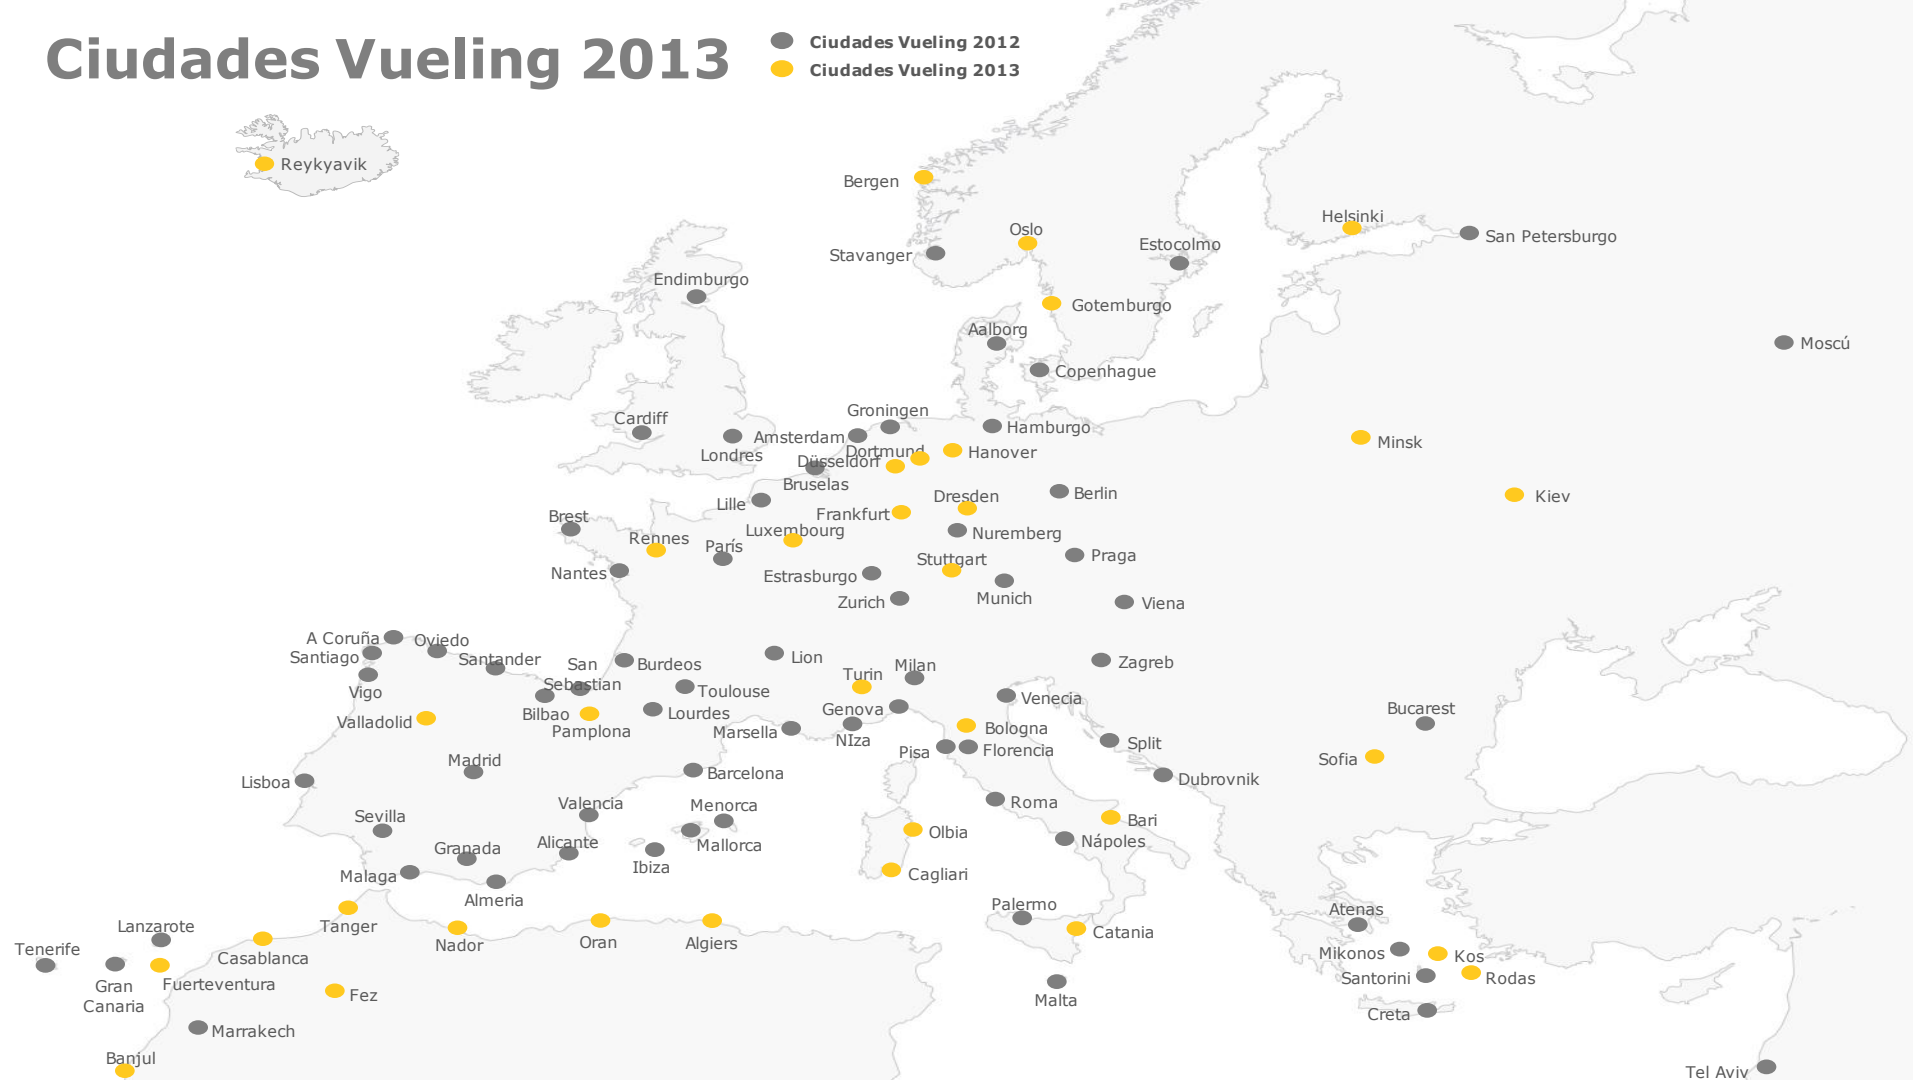 Ciudades Vueling 2013
Ciudades Vueling 2012
Ciudades Vueling 2013
Reykyavik
Bergen
Helsinki
Oslo
San Petersburgo
Estocolmo
Stavanger
Endimburgo
Gotemburgo
Aalborg
Moscú
Copenhague
Groningen
Cardiff
Hamburgo
Amsterdam
Minsk
Londres
Dortmund
Hanover
Düsseldorf
Bruselas
Berlin
Dresden
Kiev
Lille
Frankfurt
Brest
Luxembourg
Nuremberg
Rennes
París
Praga
Stuttgart
Nantes
Estrasburgo
Munich
Zurich
Viena
A Coruña
Oviedo
Santiago
Santander
San
Sebastian
Burdeos
Lion
Milan
Zagreb
Turin
Vigo
Toulouse
Venecia
Bilbao
Lourdes
Genova
Bucarest
Valladolid
Pamplona
Marsella
NIza
Bologna
Pisa
Florencia
Split
Sofia
Madrid
Barcelona
Dubrovnik
Lisboa
Valencia
Menorca
Roma
Sevilla
Bari
Olbia
Granada
Alicante
Mallorca
Nápoles
Ibiza
Malaga
Cagliari
Almeria
Palermo
Atenas
Lanzarote
Tanger
Catania
Tenerife
Nador
Oran
Algiers
Casablanca
Mikonos
Kos
Gran
Canaria
Fuerteventura
Santorini
Rodas
Fez
Malta
Creta
Marrakech
Banjul
Tel Aviv